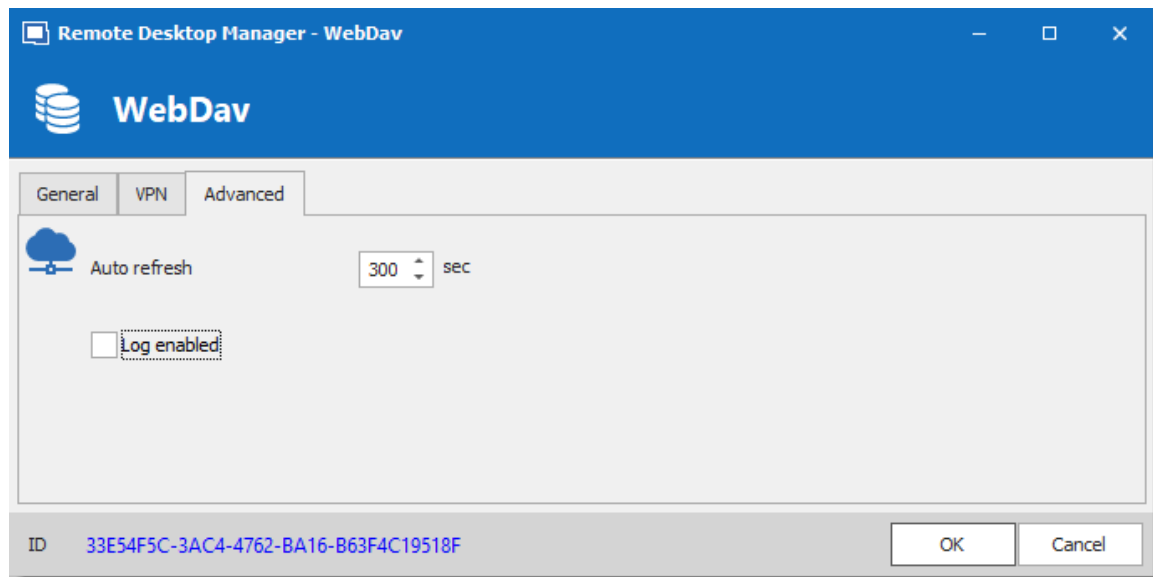 Remote Desktop Manager - WebDav
WebDav
General VPN Advanced
Auto refresh 300 sec
Log enabled
ID 33E54F5C-3AC4-4762-BA16-B63F4C19518F OK Cancel